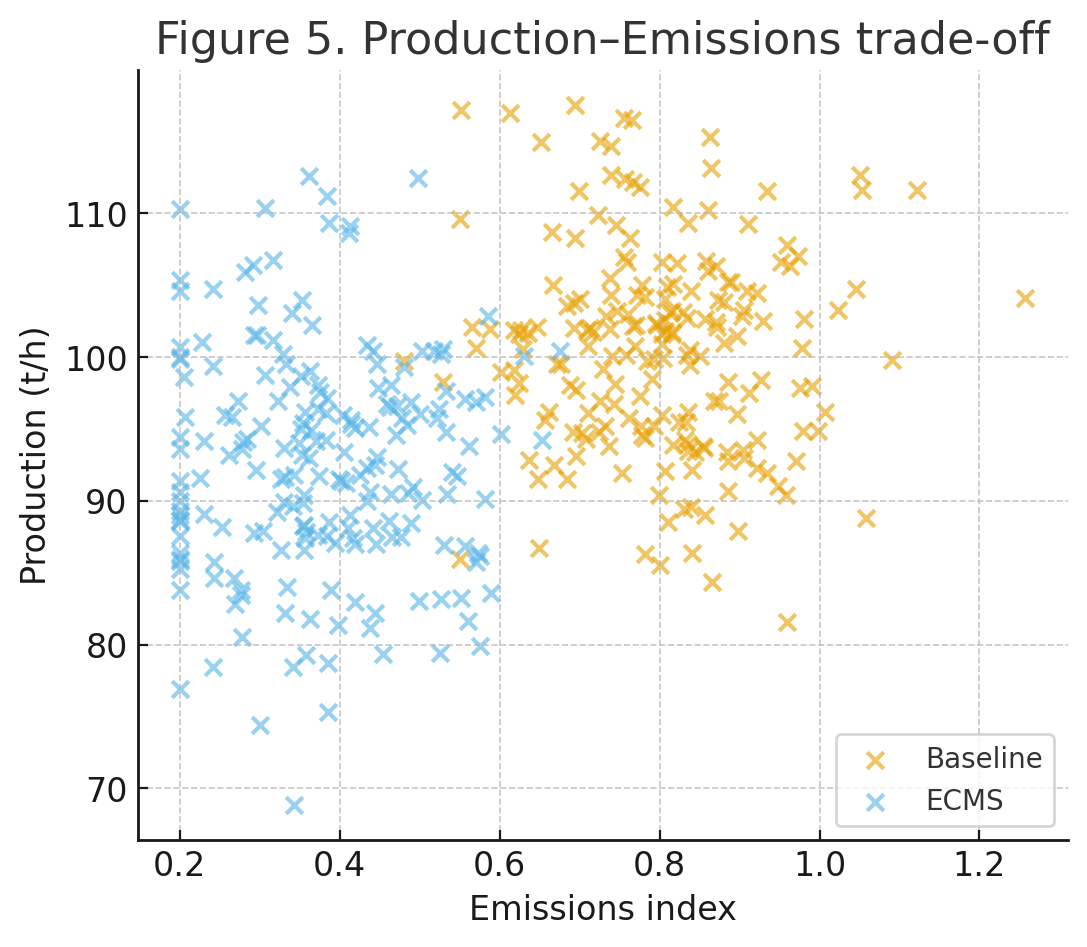 Figure 5. Production–Emissions trade-off
110
100
90
80
70
Production (t/h)
0.2 0.4 0.6 0.8 1.0 1.2
Emissions index
Baseline
ECMS